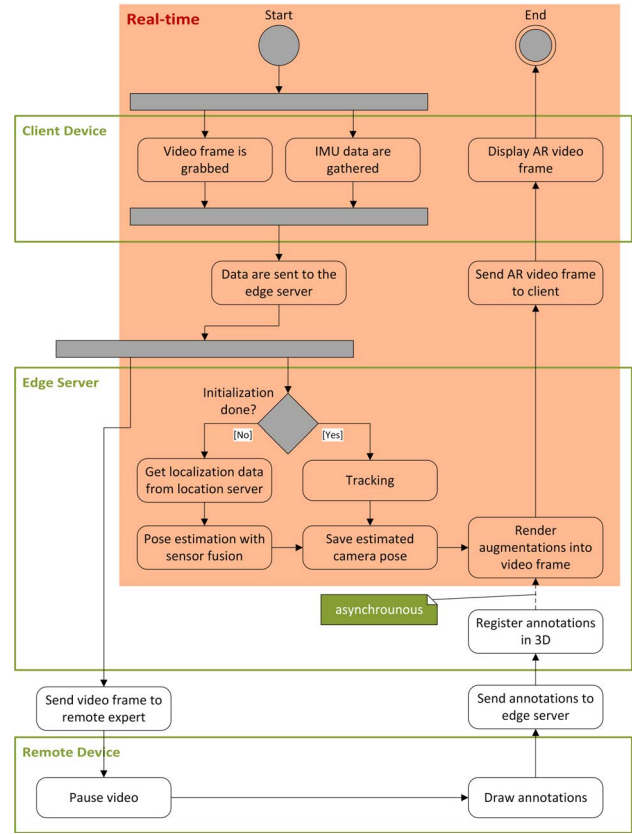 Real-time
Start
End
Client Device
Video frame is
grabbed
IMU data are
gathered
Display AR video
frame
Data are sent to the
edge server
Send AR video frame
to client
Edge Server
Initialization
done?
[No]
[Yes]
Get localization data
from location server
Tracking
Pose estimation with
sensor fusion
Save estimated
camera pose
Render
augmentations into
video frame
asynchrounous
Register annotations
in 3D
Send video frame to
remote expert
Send annotations to
edge server
Remote Device
Pause video
Draw annotations